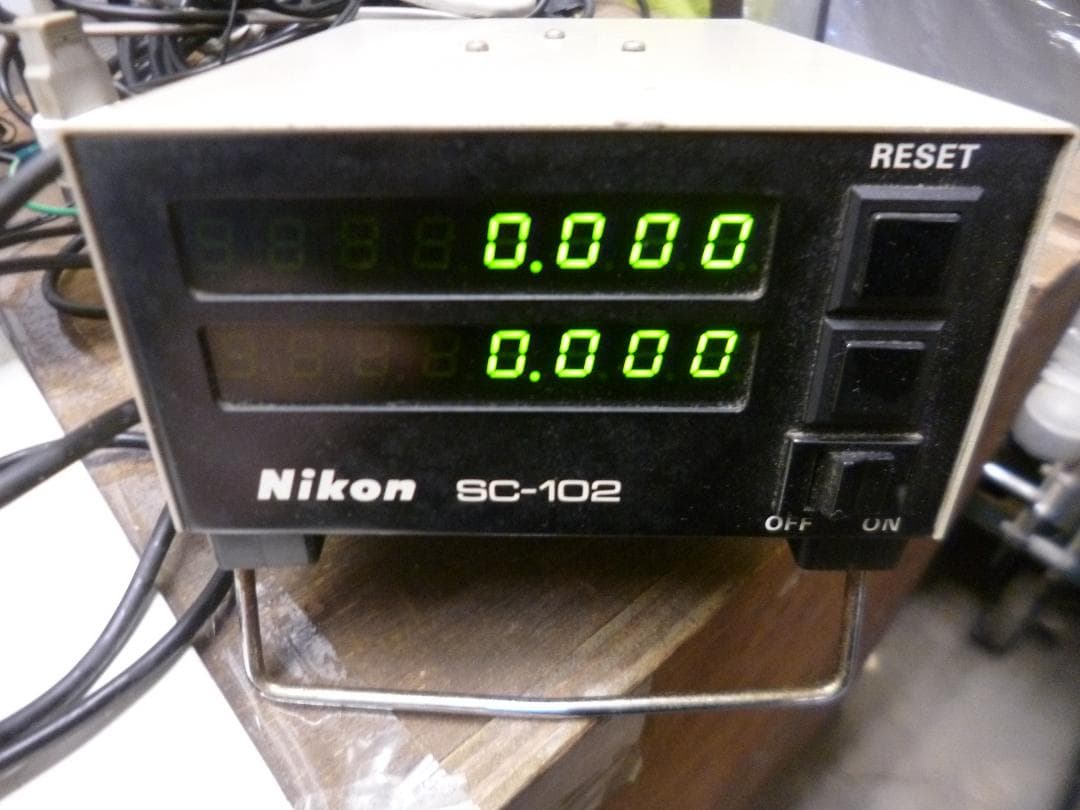 RESET
0.000
0.000
Nikon SC-102
OFF ON